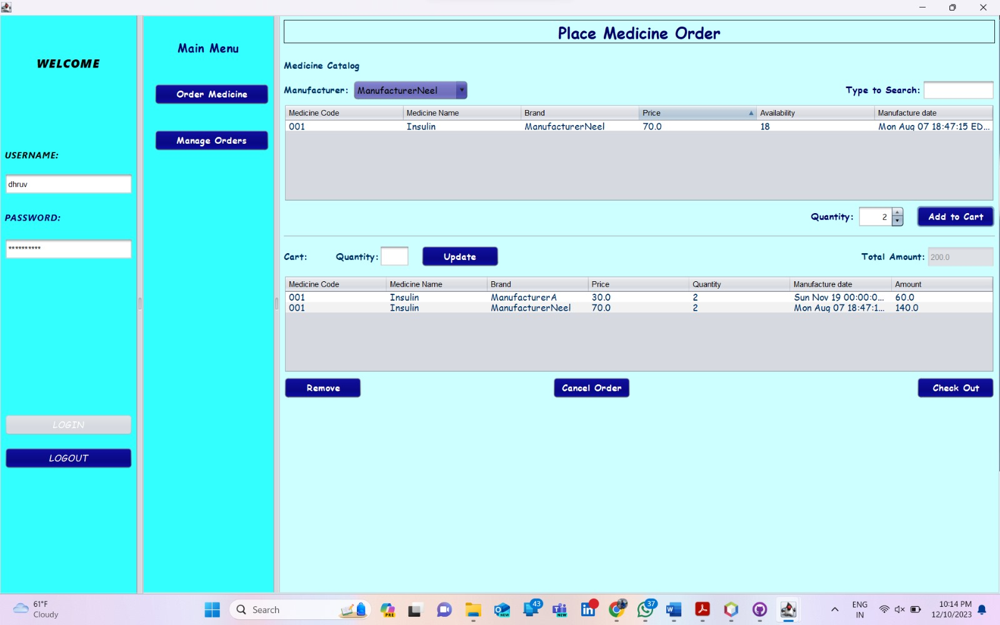 WELCOME
USERNAME:
dhruv
PASSWORD:
**********
LOGIN
LOGOUT
Main Menu
Order Medicine
Manage Orders
Place Medicine Order
Medicine Catalog
Manufacturer: ManufacturerNeel Type to Search:
Medicine Code Medicine Name Brand Price Availability Manufacture date
001 Insulin ManufacturerNeel 70.0 18 Mon Aug 07 18:47:15 ED...
Quantity: 2 Add to Cart
Cart: Quantity: Update Total Amount: 200.0
Medicine Code Medicine Name Brand Price Quantity Manufacture date Amount
001 Insulin ManufacturerA 30.0 2 Sun Nov 19 00:00:0... 60.0
001 Insulin ManufacturerNeel 70.0 2 Mon Aug 07 18:47:1... 140.0
Remove Cancel Order Check Out
61°F
Cloudy
Search
PRE
NEW
43
NEW
37
ENG
IN
10:14 PM
12/10/2023